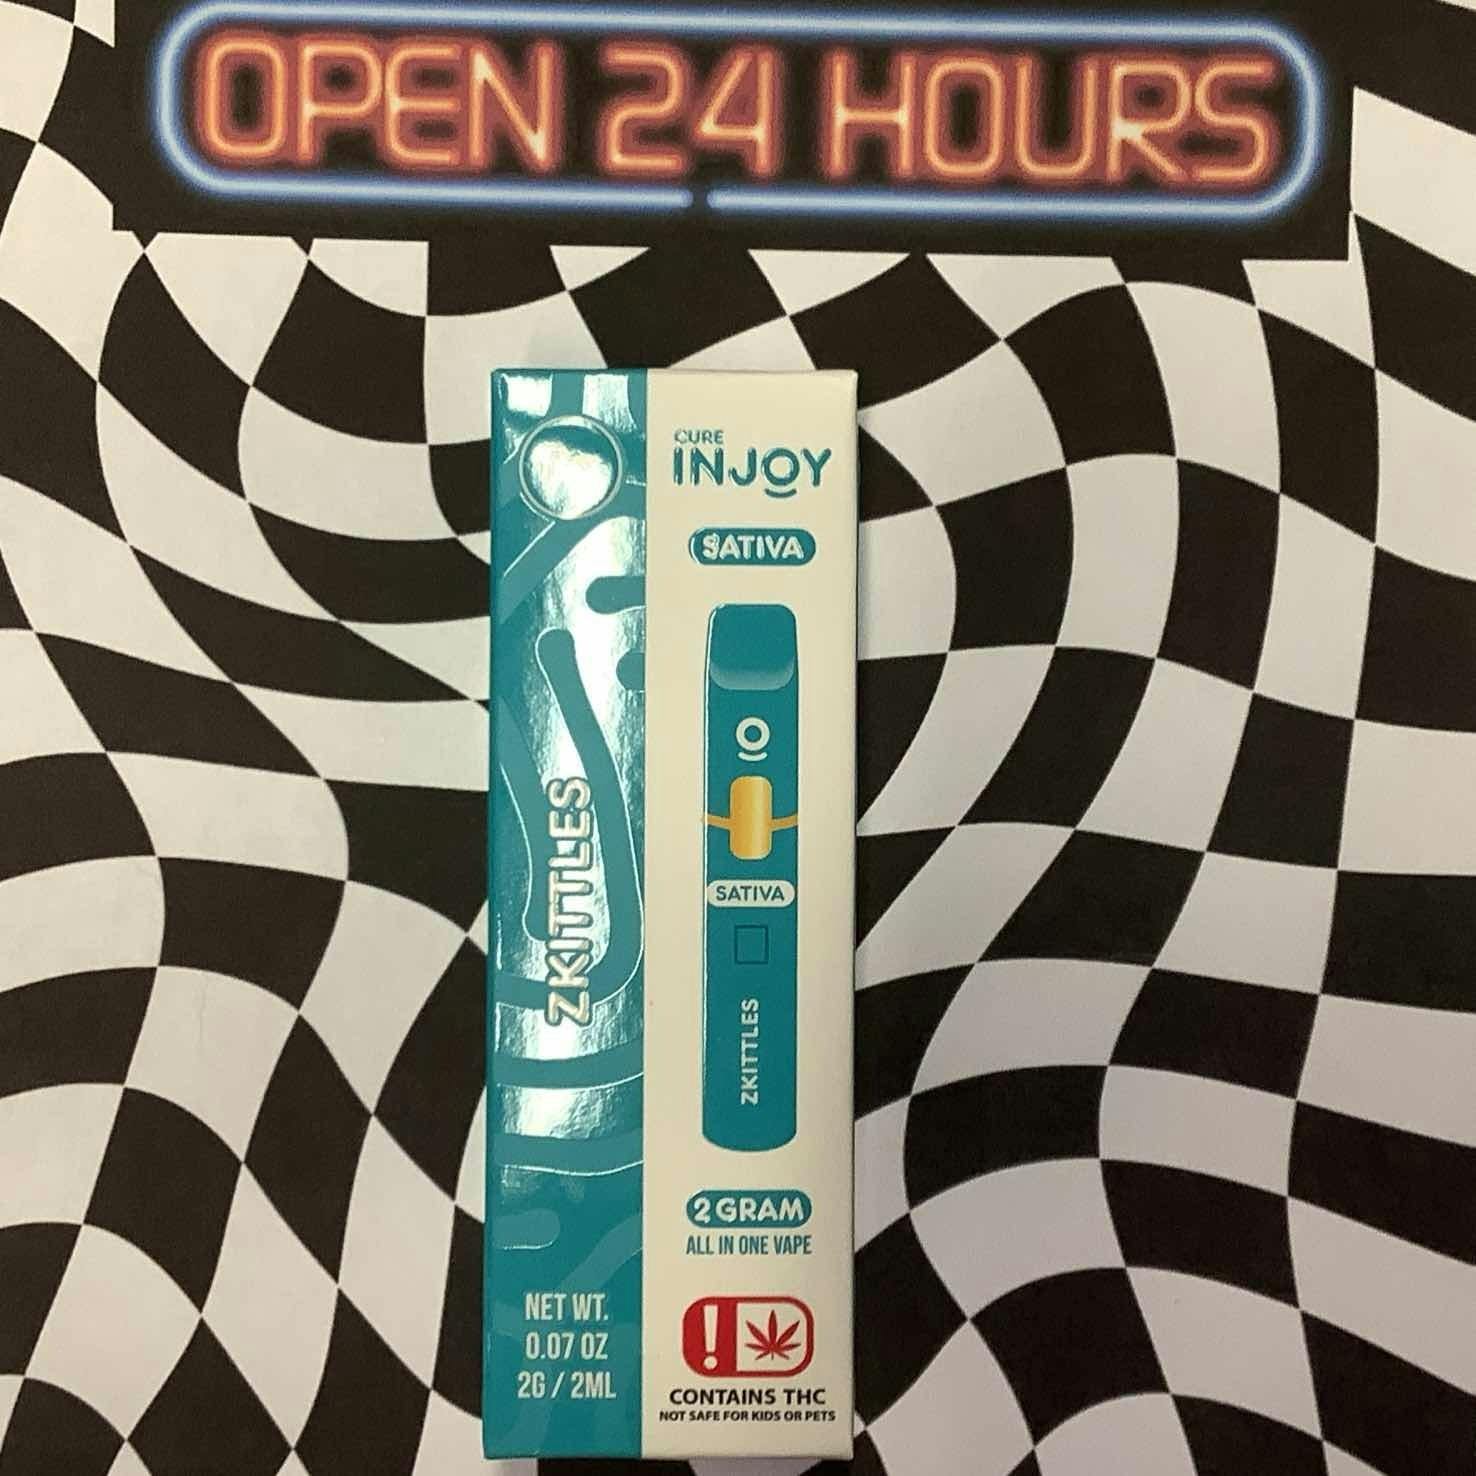 OPEN 24 HOURS
CURE
INJOY
SATIVA
SATIVA
ZKITTLES
ZKITTLES
2 GRAM
ALL IN ONE VAPE
NET WT.
0.07 OZ
2G / 2ML
CONTAINS THC
NOT SAFE FOR KIDS OR PETS